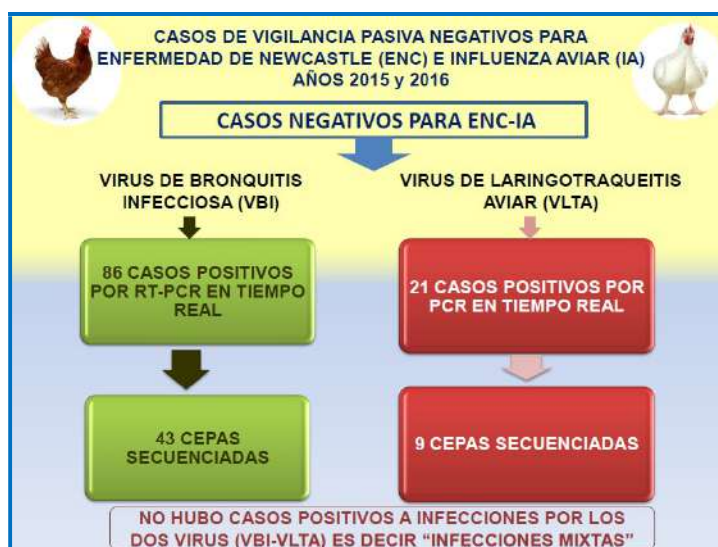 CASOS DE VIGILANCIA PASIVA NEGATIVOS PARA
ENFERMEDAD DE NEWCASTLE (ENC) E INFLUENZA AVIAR (IA)
AÑOS 2015 y 2016
CASOS NEGATIVOS PARA ENC-IA
VIRUS DE BRONQUITIS
INFECCIOSA (VBI)
86 CASOS POSITIVOS
POR RT-PCR EN TIEMPO
REAL
43 CEPAS
SECUENCIADAS
VIRUS DE LARINGOTRAQUEITIS
AVIAR (VLTA)
21 CASOS POSITIVOS POR
PCR EN TIEMPO REAL
9 CEPAS SECUENCIADAS
NO HUBO CASOS POSITIVOS A INFECCIONES POR LOS
DOS VIRUS (VBI-VLTA) ES DECIR “INFECCIONES MIXTAS”